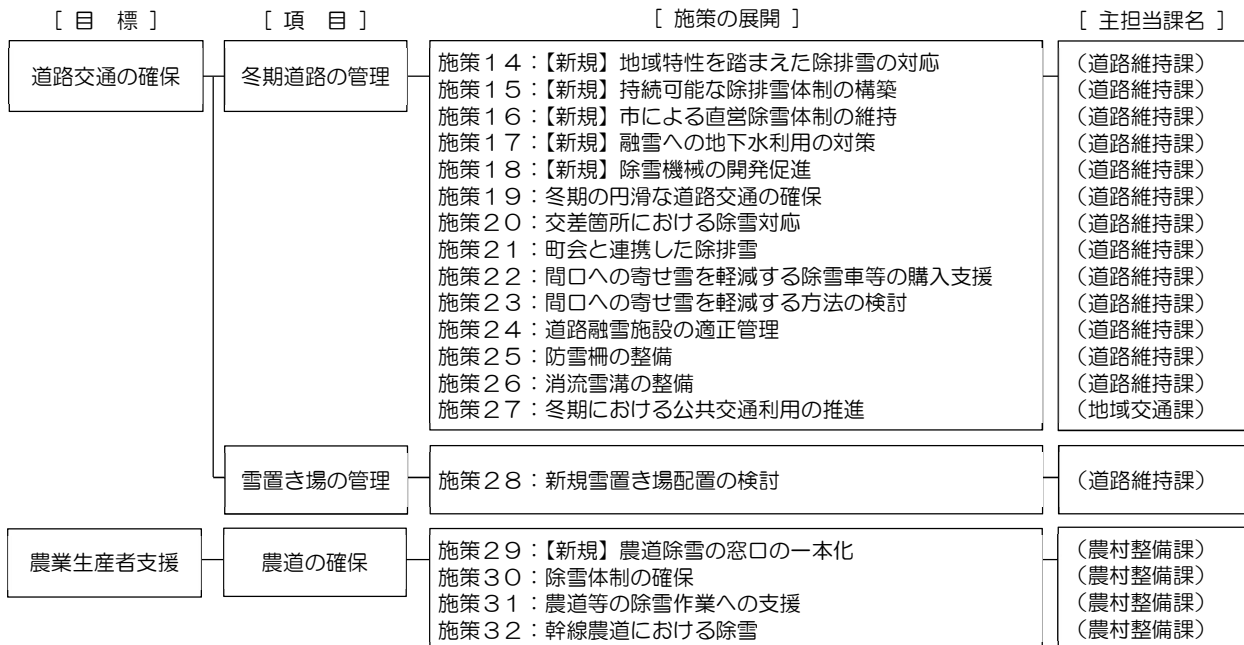 [ 目　標 ] [ 項　目 ] [ 施策の展開 ] [ 主担当課名 ]
道路交通の確保
冬期道路の管理
施策１４：【新規】地域特性を踏まえた除排雪の対応 （道路維持課）
施策１５：【新規】持続可能な除排雪体制の構築 （道路維持課）
施策１６：【新規】市による直営除雪体制の維持 （道路維持課）
施策１７：【新規】融雪への地下水利用の対策 （道路維持課）
施策１８：【新規】除雪機械の開発促進 （道路維持課）
施策１９：冬期の円滑な道路交通の確保 （道路維持課）
施策２０：交差箇所における除雪対応 （道路維持課）
施策２１：町会と連携した除排雪 （道路維持課）
施策２２：間口への寄せ雪を軽減する除雪車等の購入支援 （道路維持課）
施策２３：間口への寄せ雪を軽減する方法の検討 （道路維持課）
施策２４：道路融雪施設の適正管理 （道路維持課）
施策２５：防雪柵の整備 （道路維持課）
施策２６：消流雪溝の整備 （道路維持課）
施策２７：冬期における公共交通利用の推進 （地域交通課）
雪置き場の管理
施策２８：新規雪置き場配置の検討 （道路維持課）
農業生産者支援
農道の確保
施策２９：【新規】農道除雪の窓口の一本化 （農村整備課）
施策３０：除雪体制の確保 （農村整備課）
施策３１：農道等の除雪作業への支援 （農村整備課）
施策３２：幹線農道における除雪 （農村整備課）